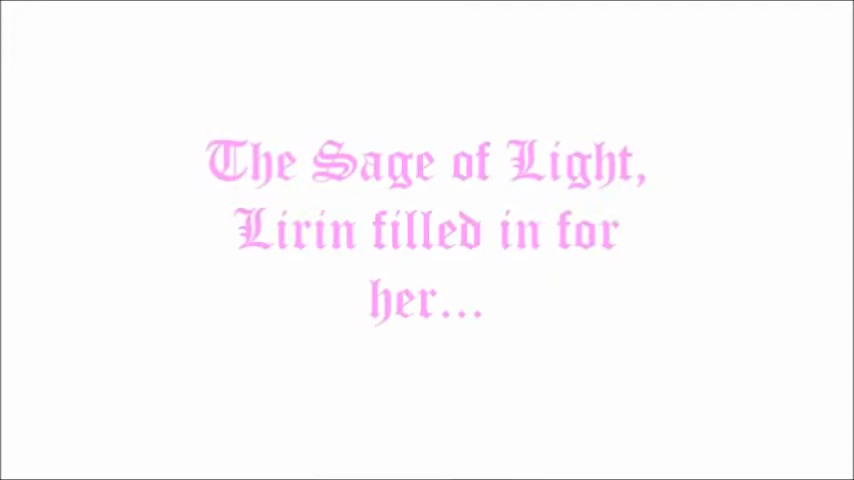 The Sage of Light,
Lirin filled in for
her...